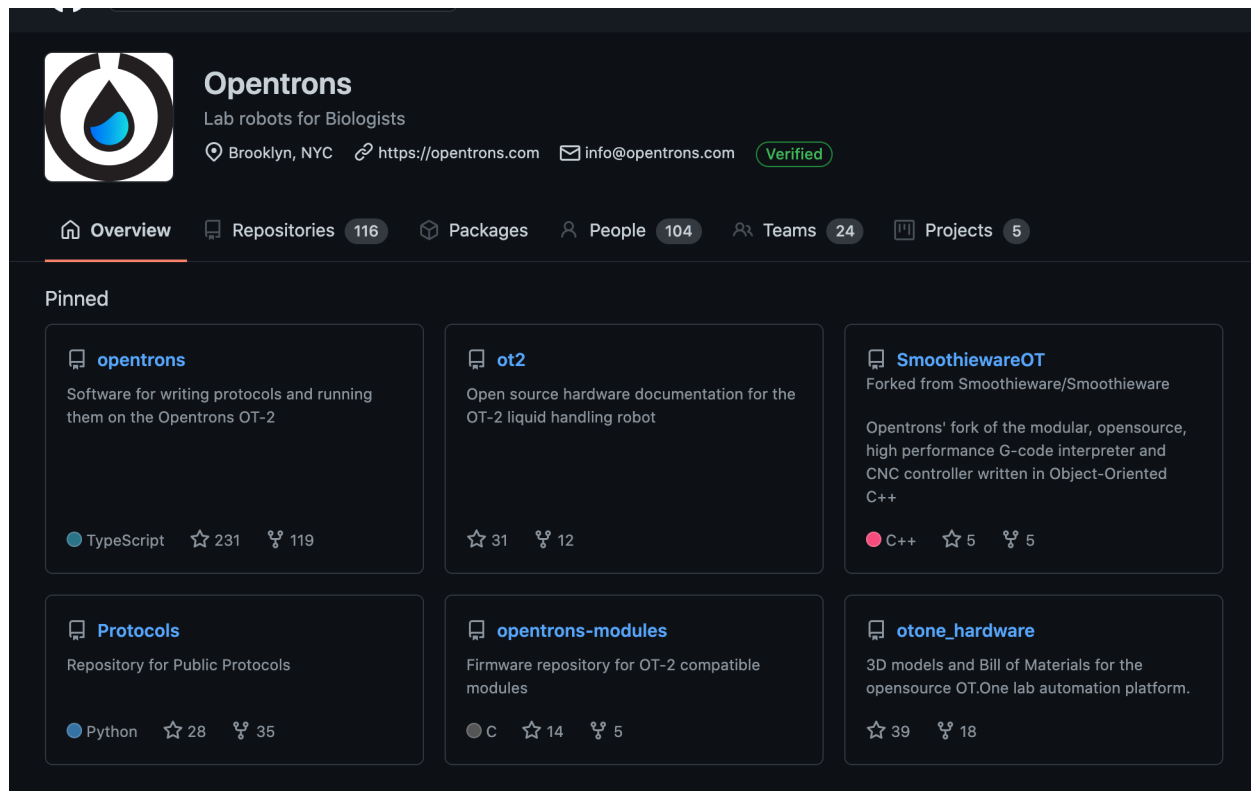 Opentrons
Lab robots for Biologists
Brooklyn, NYC https://opentrons.com info@opentrons.com Verified
Overview Repositories 116 Packages People 104 Teams 24 Projects 5
Pinned
opentrons
Software for writing protocols and running
them on the Opentrons OT-2
TypeScript 231 119
ot2
Open source hardware documentation for the
OT-2 liquid handling robot
31 12
SmoothiewareOT
Forked from Smoothieware/Smoothieware
Opentrons' fork of the modular, opensource,
high performance G-code interpreter and
CNC controller written in Object-Oriented
C++
C++ 5 5
Protocols
Repository for Public Protocols
Python 28 35
opentrons-modules
Firmware repository for OT-2 compatible
modules
C 14 5
otone_hardware
3D models and Bill of Materials for the
opensource OT.One lab automation platform.
39 18